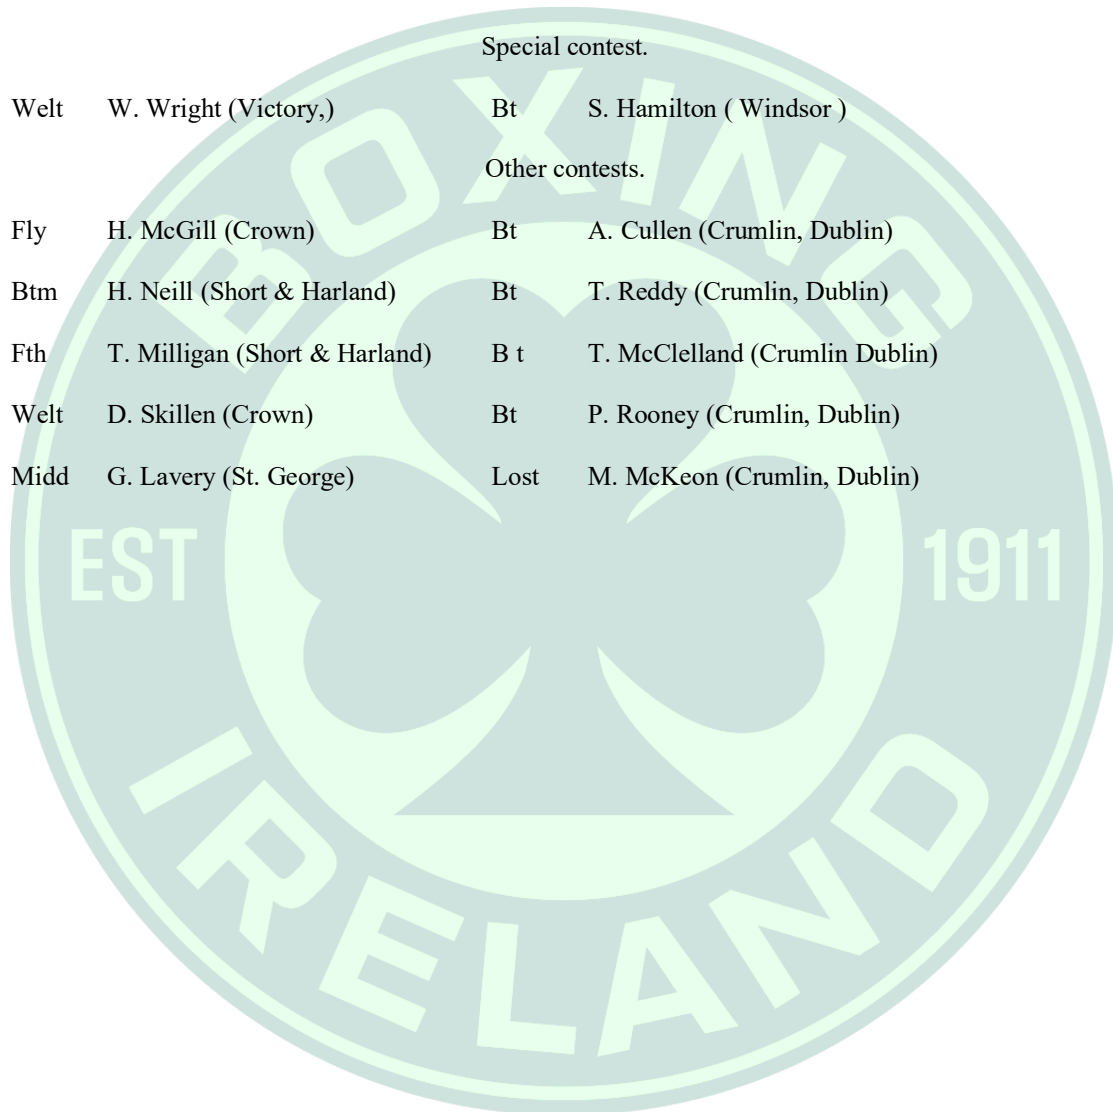 Special contest.
Welt W. Wright (Victory,) Bt S. Hamilton ( Windsor )
Other contests.
Fly H. McGill (Crown) Bt A. Cullen (Crumlin, Dublin)
Btm H. Neill (Short & Harland) Bt T. Reddy (Crumlin, Dublin)
Fth T. Milligan (Short & Harland) B t T. McClelland (Crumlin Dublin)
Welt D. Skillen (Crown) Bt P. Rooney (Crumlin, Dublin)
Midd G. Lavery (St. George) Lost M. McKeon (Crumlin, Dublin)
BOXING
EST 1911
IRELAND